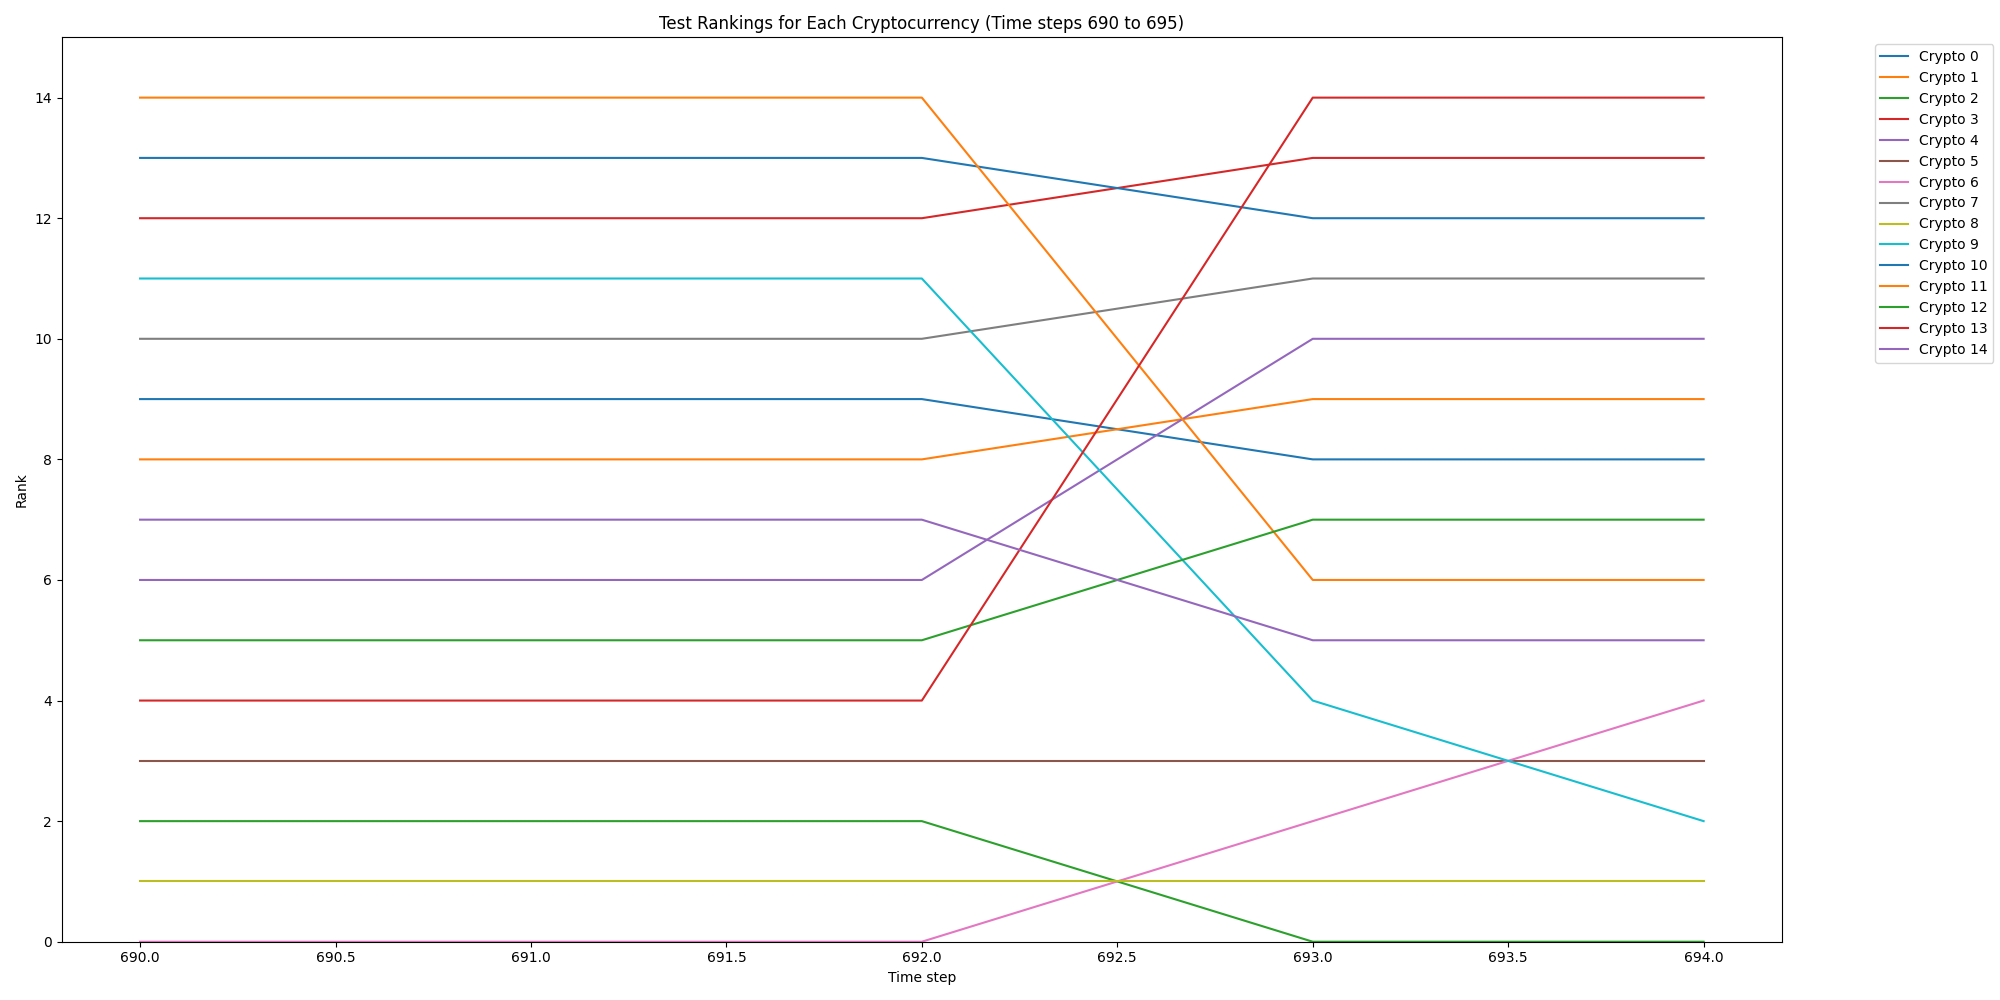 Test Rankings for Each Cryptocurrency (Time steps 690 to 695)
Rank
14
12
10
8
6
4
2
0
690.0 690.5 691.0 691.5 692.0 692.5 693.0 693.5 694.0
Time step
Crypto 0
Crypto 1
Crypto 2
Crypto 3
Crypto 4
Crypto 5
Crypto 6
Crypto 7
Crypto 8
Crypto 9
Crypto 10
Crypto 11
Crypto 12
Crypto 13
Crypto 14